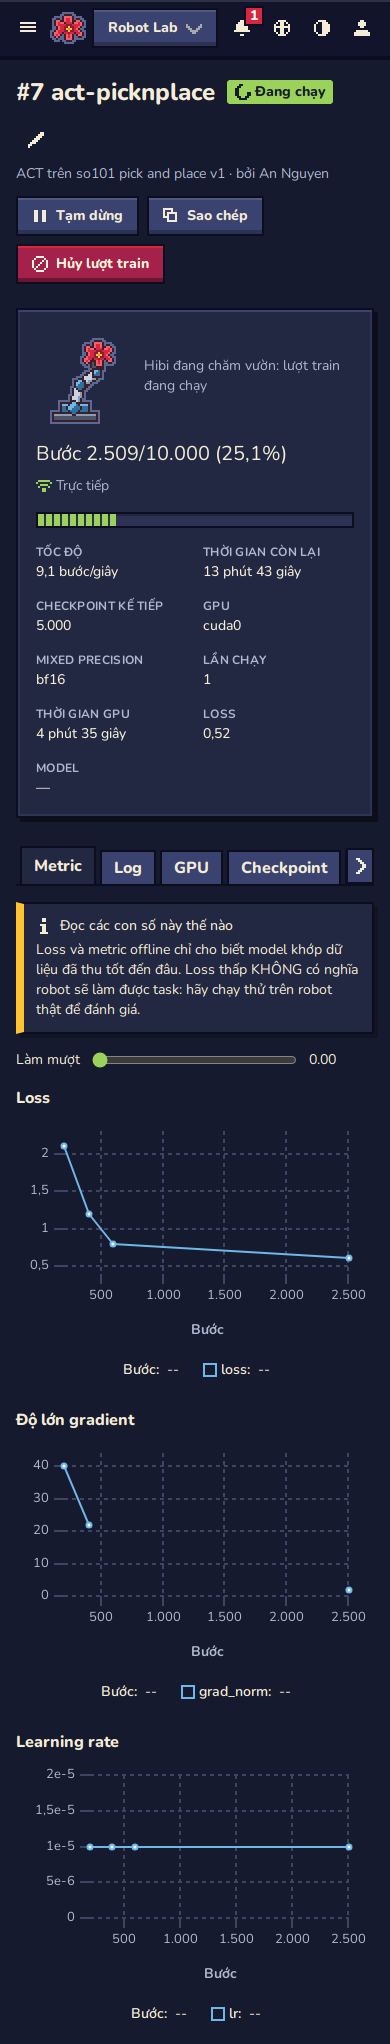 Robot Lab
1
#7 act-picknplace
Đang chạy
ACT trên so101 pick and place v1 · bởi An Nguyen
Tạm dừng
Sao chép
Hủy lượt train
Hibi đang chăm vườn: lượt train
đang chạy
Bước 2.509/10.000 (25,1%)
Trực tiếp
TỐC ĐỘ
THỜI GIAN CÒN LẠI
9,1 bước/giây
13 phút 43 giây
CHECKPOINT KẾ TIẾP
GPU
5.000
cuda0
MIXED PRECISION
LẦN CHẠY
bf16
1
THỜI GIAN GPU
LOSS
4 phút 35 giây
0,52
MODEL
—
Metric
Log
GPU
Checkpoint
Đọc các con số này thế nào
Loss và metric offline chỉ cho biết model khớp dữ
liệu đã thu tốt đến đâu. Loss thấp KHÔNG có nghĩa
robot sẽ làm được task: hãy chạy thử trên robot
thật để đánh giá.
Làm mượt
0.00
Loss
2
1,5
1
0,5
500 1.000 1.500 2.000 2.500
Bước
Bước: -- loss: --
Độ lớn gradient
40
30
20
10
0
500 1.000 1.500 2.000 2.500
Bước
Bước: -- grad_norm: --
Learning rate
2e-5
1,5e-5
1e-5
5e-6
0
500 1.000 1.500 2.000 2.500
Bước
Bước: -- lr: --